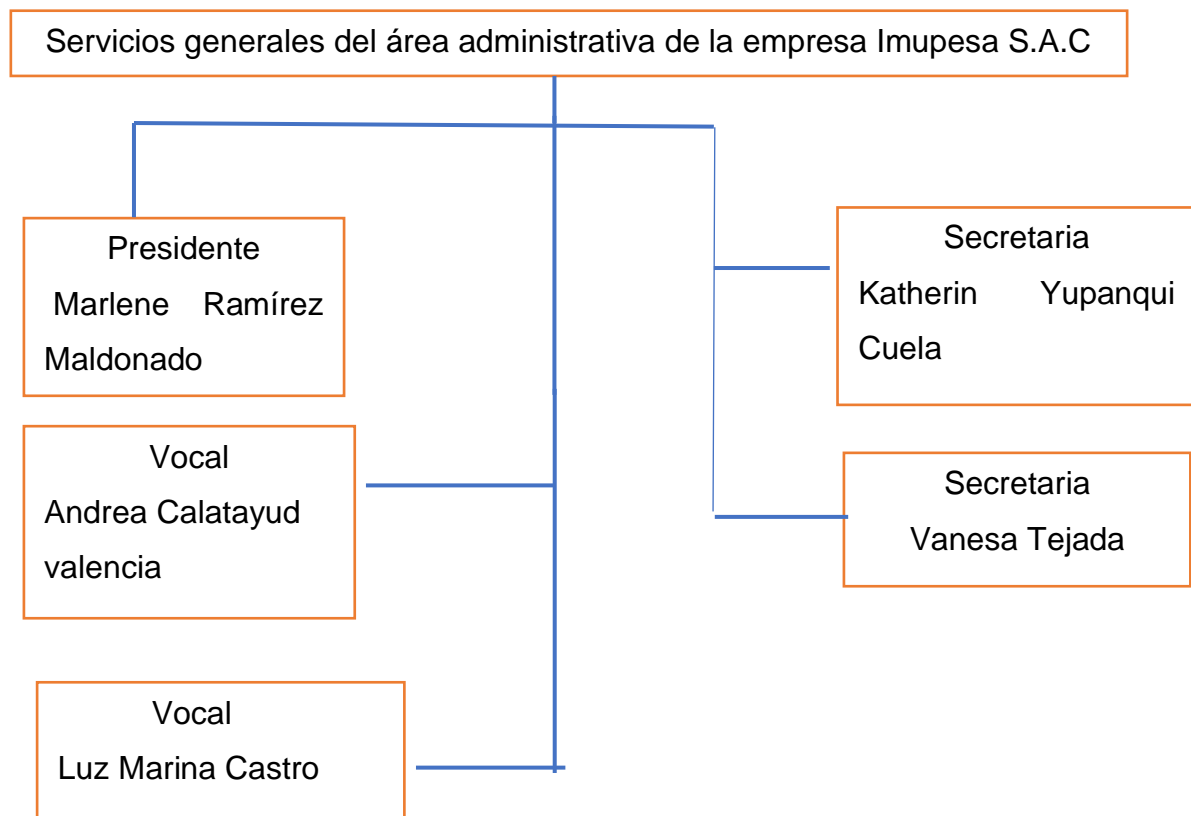 Servicios generales del área administrativa de la empresa Imupesa S.A.C
Presidente
Marlene Ramírez
Maldonado
Secretaria
Katherin Yupanqui
Cuela
Vocal
Andrea Calatayud
valencia
Secretaria
Vanesa Tejada
Vocal
Luz Marina Castro